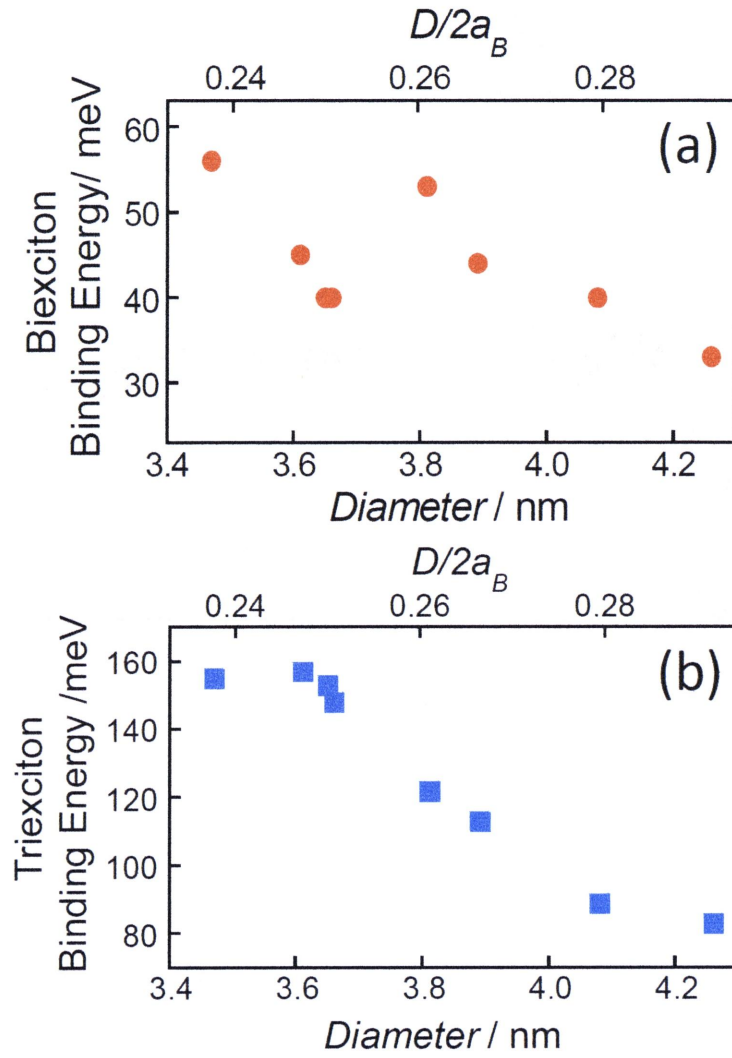 D/2a_B
0.24 0.26 0.28
(a)
Biexciton
Binding Energy/ meV
60
50
40
30
3.4 3.6 3.8 4.0 4.2
Diameter / nm
D/2a_B
0.24 0.26 0.28
(b)
Triexciton
Binding Energy /meV
160
140
120
100
80
3.4 3.6 3.8 4.0 4.2
Diameter / nm